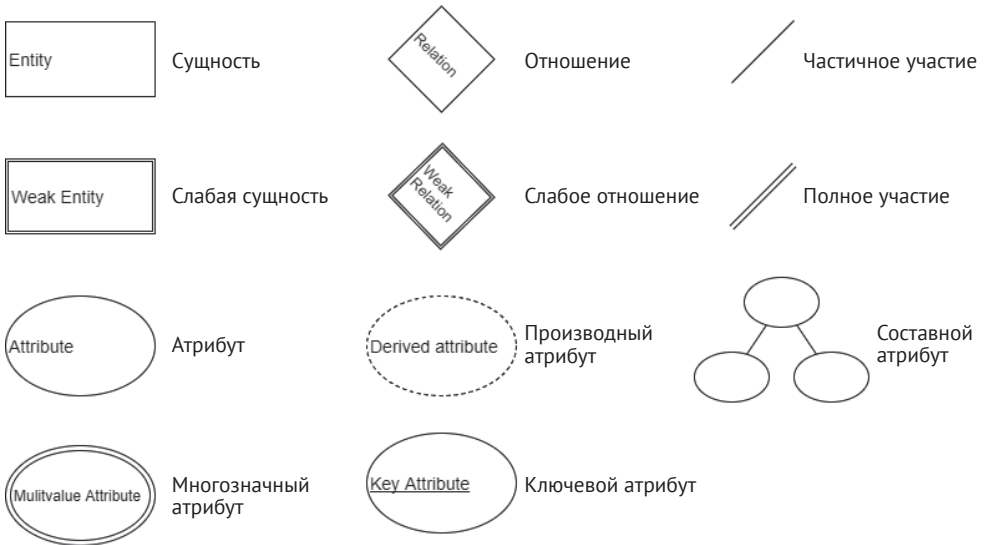 Entity
Сущность
Relation
Отношение
Частичное участие
Weak Entity
Слабая сущность
Weak
Relation
Слабое отношение
Полное участие
Attribute
Атрибут
Derived attribute
Производный
атрибут
Составной
атрибут
Mulitvalue Attribute
Многозначный
атрибут
Key Attribute
Ключевой атрибут